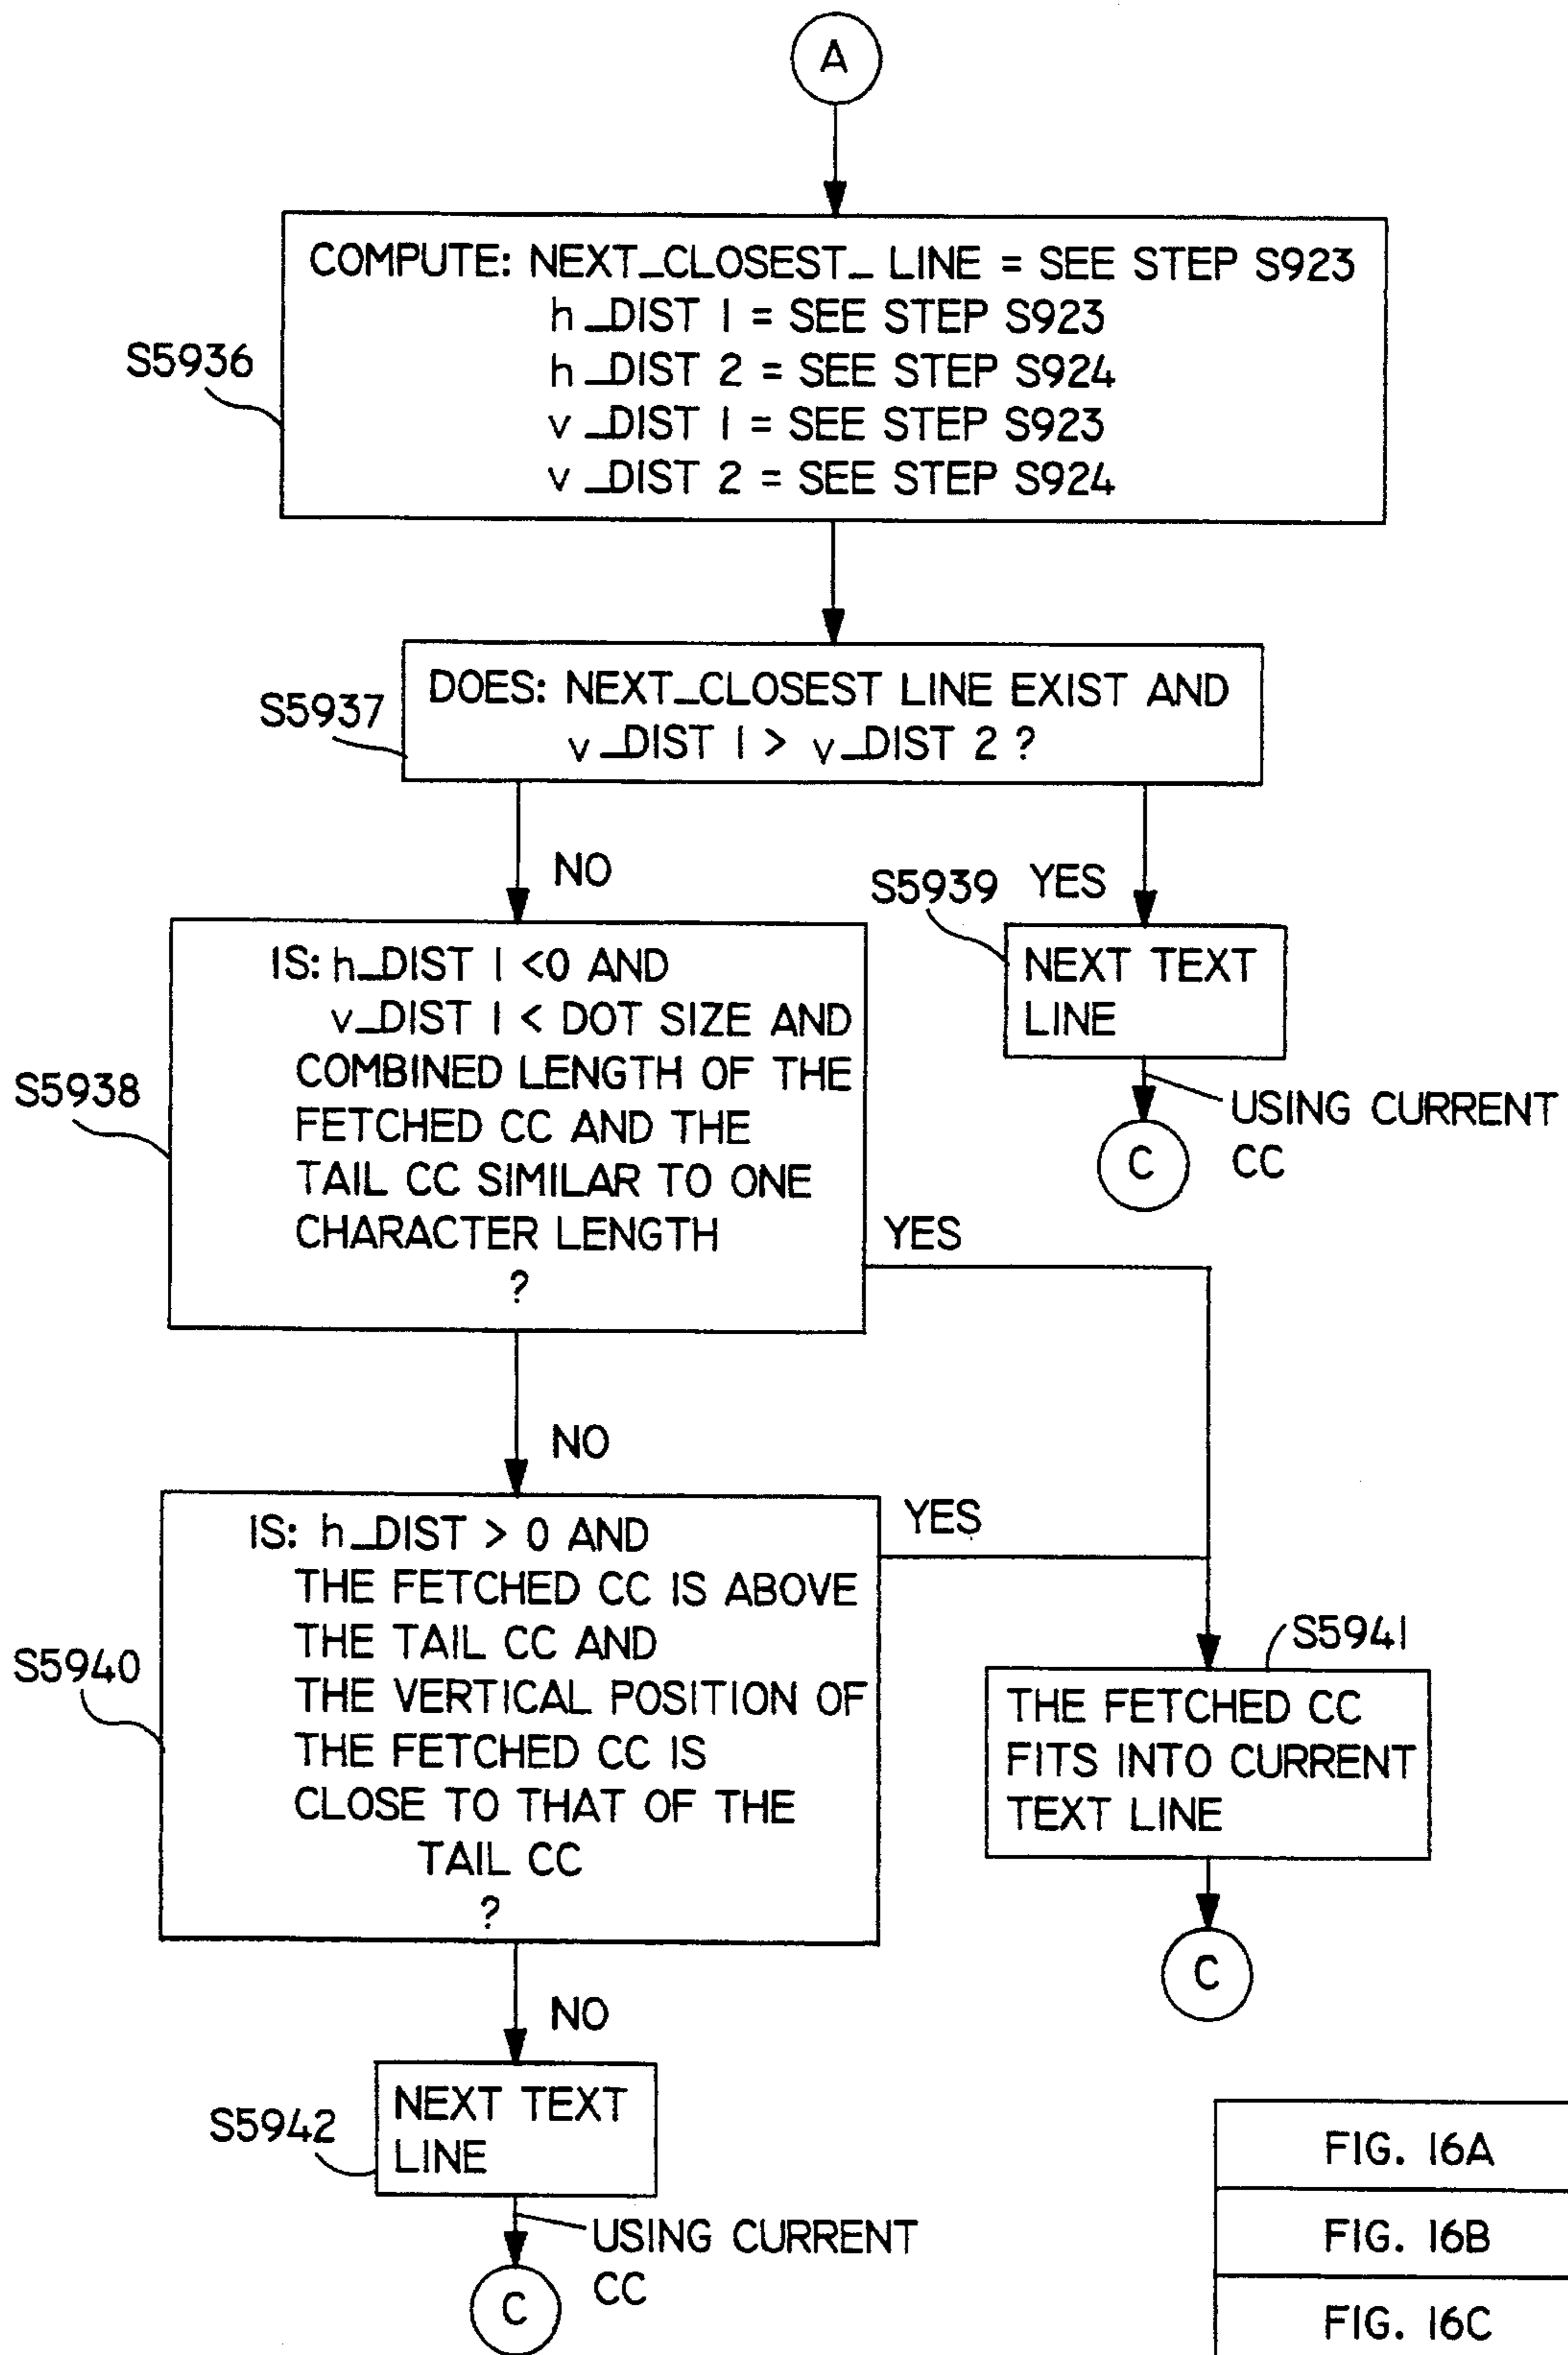 A
COMPUTE: NEXT_CLOSEST_ LINE = SEE STEP S923
h_DIST 1 = SEE STEP S923
h_DIST 2 = SEE STEP S924
v_DIST 1 = SEE STEP S923
v_DIST 2 = SEE STEP S924
S5936
DOES: NEXT_CLOSEST LINE EXIST AND
v_DIST 1 > v_DIST 2 ?
S5937
NO
YES
S5939
NEXT TEXT
LINE
USING CURRENT
CC
C
IS: h_DIST 1 <0 AND
v_DIST 1 < DOT SIZE AND
COMBINED LENGTH OF THE
FETCHED CC AND THE
TAIL CC SIMILAR TO ONE
CHARACTER LENGTH
?
S5938
YES
NO
IS: h_DIST > 0 AND
THE FETCHED CC IS ABOVE
THE TAIL CC AND
THE VERTICAL POSITION OF
THE FETCHED CC IS
CLOSE TO THAT OF THE
TAIL CC
?
S5940
YES
S5941
THE FETCHED CC
FITS INTO CURRENT
TEXT LINE
C
NO
S5942
NEXT TEXT
LINE
USING CURRENT
CC
C
FIG. 16A
FIG. 16B
FIG. 16C